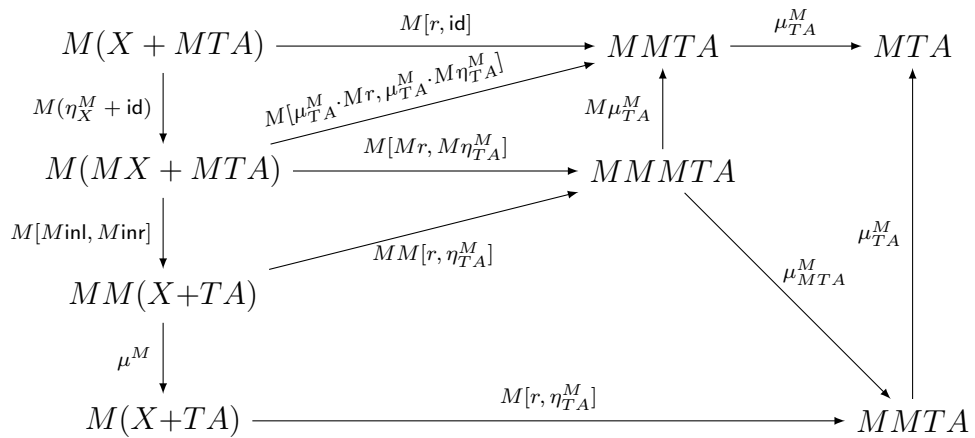 M[r, id]
μ^M_{TA}
M(X + MTA)
MMTA
MTA
M(η^M_X + id)
M[μ^M_{TA}·Mr, μ^M_{TA}·Mη^M_{TA}]
Mμ^M_{TA}
M[Mr, Mη^M_{TA}]
M(MX + MTA)
MMMTA
M[Minl, Minr]
MM[r, η^M_{TA}]
μ^M_{TA}
μ^M_{MTA}
MM(X+TA)
μ^M
M[r, η^M_{TA}]
M(X+TA)
MMTA